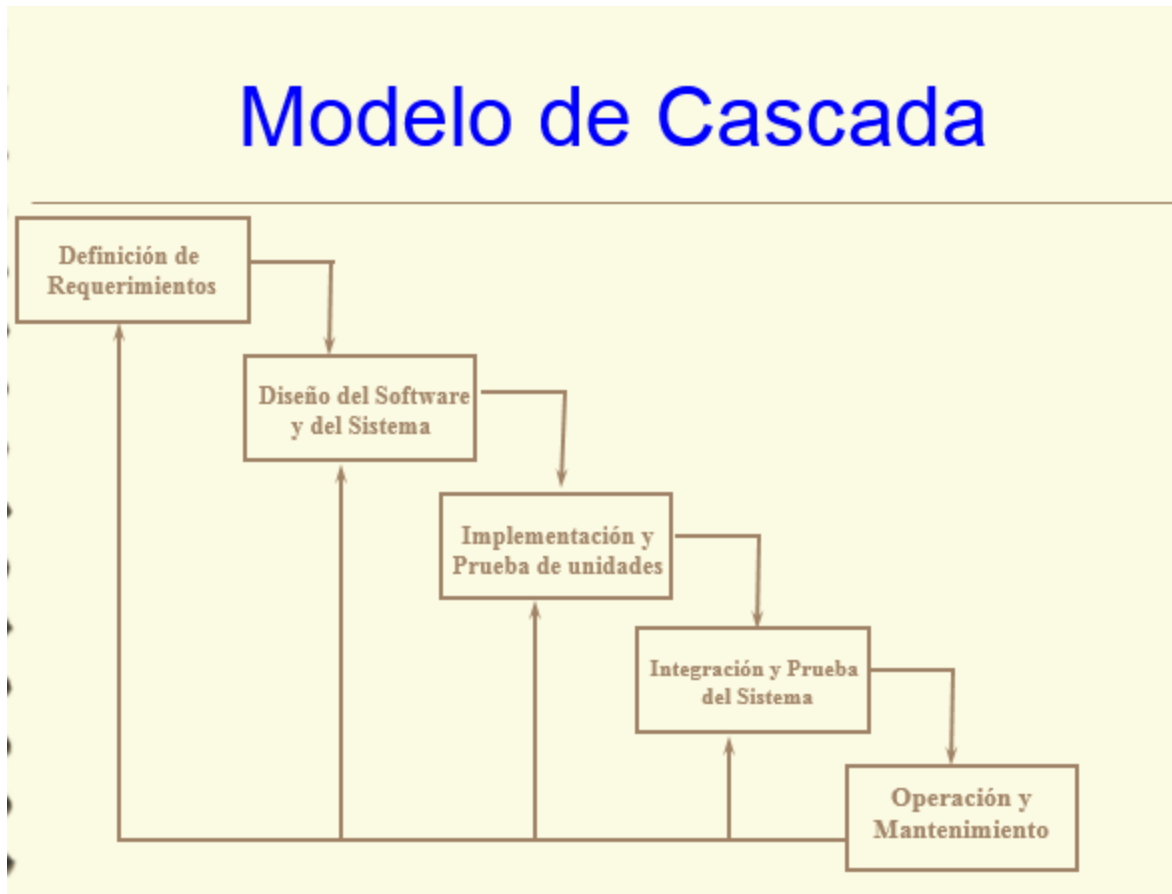 Modelo de Cascada
Definición de
Requerimientos
Diseño del Software
y del Sistema
Implementación y
Prueba de unidades
Integración y Prueba
del Sistema
Operación y
Mantenimiento